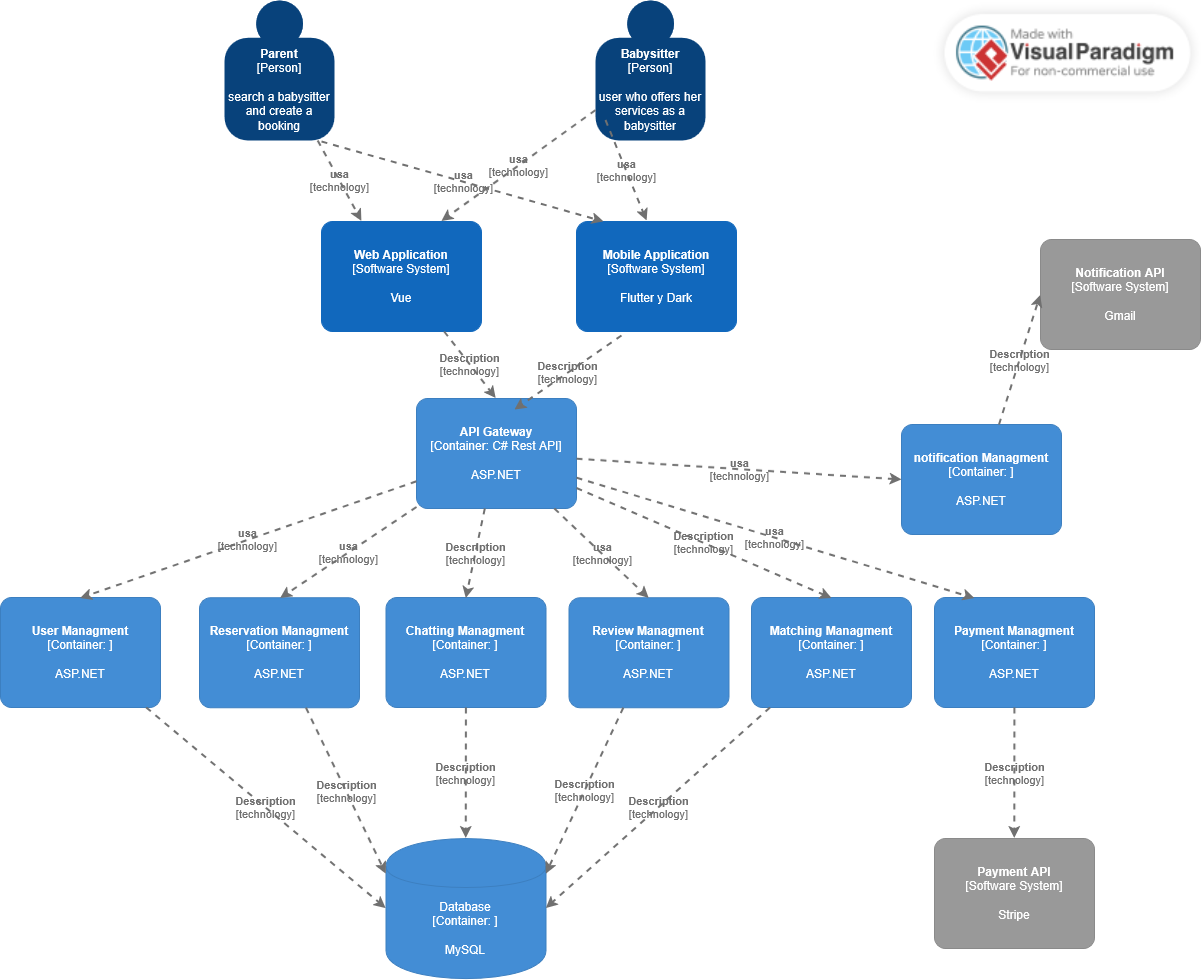 Made with
Visual Paradigm
For non-commercial use
Parent
[Person]
search a babysitter
and create a
booking
Babysitter
[Person]
user who offers her
services as a
babysitter
usa
[technology]
usa
[technology]
usa
[technology]
usa
[technology]
Web Application
[Software System]
Vue
Mobile Application
[Software System]
Flutter y Dark
Notification API
[Software System]
Gmail
Description
[technology]
Description
[technology]
Description
[technology]
API Gateway
[Container: C# Rest API]
ASP.NET
notification Managment
[Container: ]
ASP.NET
usa
[technology]
usa
[technology]
usa
[technology]
Description
[technology]
usa
[technology]
Description
[technology]
usa
[technology]
User Managment
[Container: ]
ASP.NET
Reservation Managment
[Container: ]
ASP.NET
Chatting Managment
[Container: ]
ASP.NET
Review Managment
[Container: ]
ASP.NET
Matching Managment
[Container: ]
ASP.NET
Payment Managment
[Container: ]
ASP.NET
Description
[technology]
Description
[technology]
Description
[technology]
Description
[technology]
Description
[technology]
Description
[technology]
Database
[Container: ]
MySQL
Payment API
[Software System]
Stripe